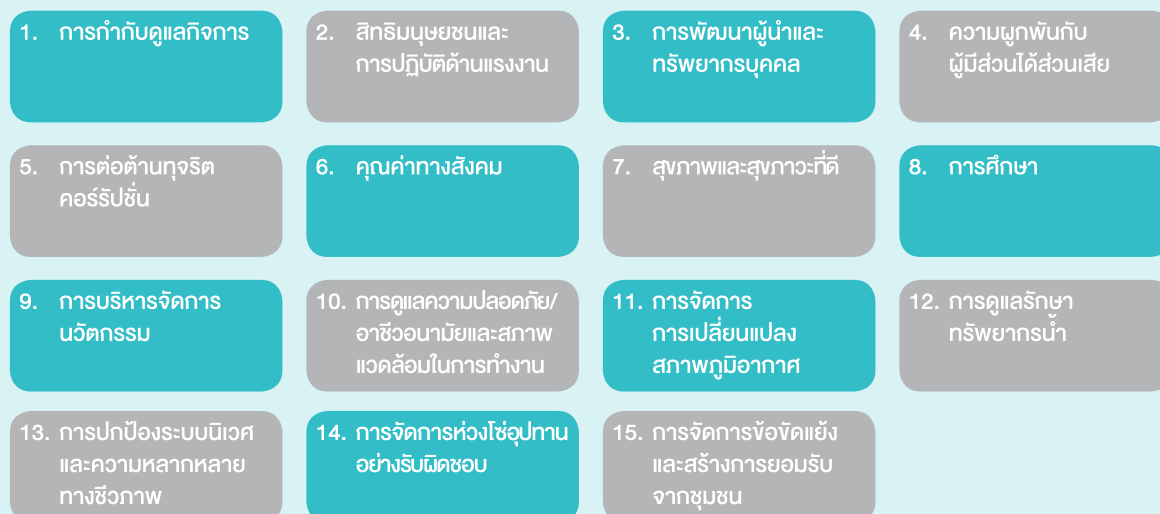 1. การกำกับดูแลกิจการ
2. สิทธิมนุษยชนและ
การปฏิบัติด้านแรงงาน
3. การพัฒนาผู้นำและ
ทรัพยากรบุคคล
4. ความผูกพันกับ
ผู้มีส่วนได้ส่วนเสีย
5. การต่อต้านทุจริต
คอร์รัปชั่น
6. คุณค่าทางสังคม
7. สุขภาพและสุขภาวะที่ดี
8. การศึกษา
9. การบริหารจัดการ
นวัตกรรม
10. การดูแลความปลอดภัย/
อาชีวอนามัยและสภาพ
แวดล้อมในการทำงาน
11. การจัดการ
การเปลี่ยนแปลง
สภาพภูมิอากาศ
12. การดูแลรักษา
ทรัพยากรน้ำ
13. การปกป้องระบบนิเวศ
และความหลากหลาย
ทางชีวภาพ
14. การจัดการห่วงโซ่อุปทาน
อย่างรับผิดชอบ
15. การจัดการข้อขัดแย้ง
และสร้างการยอมรับ
จากชุมชน